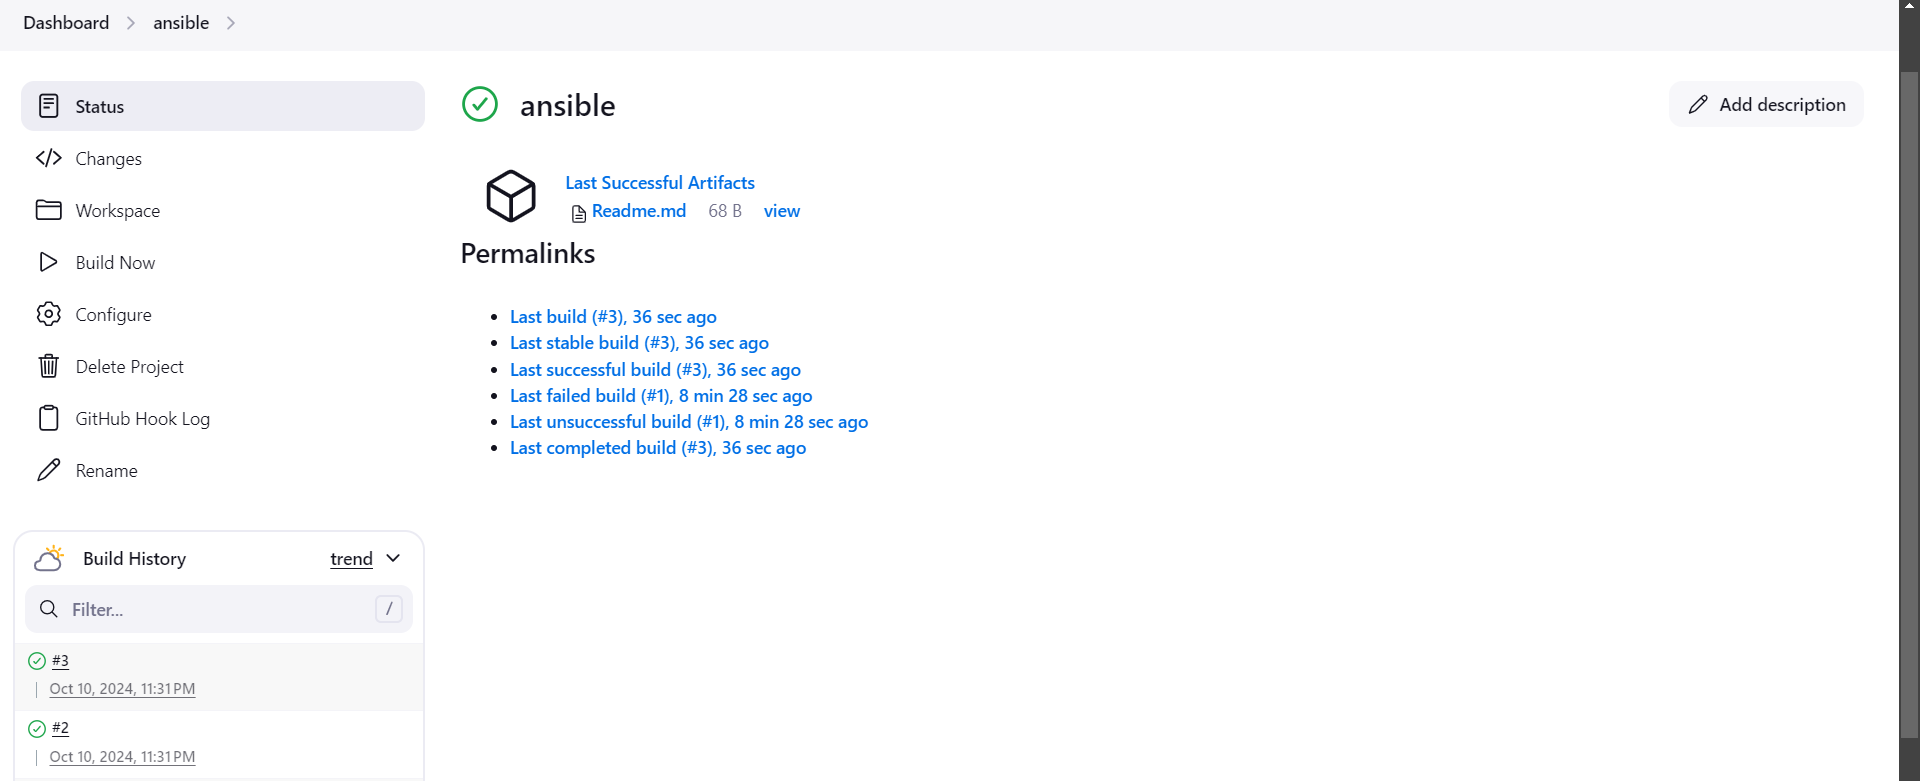 Dashboard
ansible
Status
Changes
Workspace
Build Now
Configure
Delete Project
GitHub Hook Log
Rename
Build History
trend
Filter...
/
#3
Oct 10, 2024, 11:31 PM
#2
Oct 10, 2024, 11:31 PM
ansible
Add description
Last Successful Artifacts
Readme.md 68 B view
Permalinks
Last build (#3), 36 sec ago
Last stable build (#3), 36 sec ago
Last successful build (#3), 36 sec ago
Last failed build (#1), 8 min 28 sec ago
Last unsuccessful build (#1), 8 min 28 sec ago
Last completed build (#3), 36 sec ago